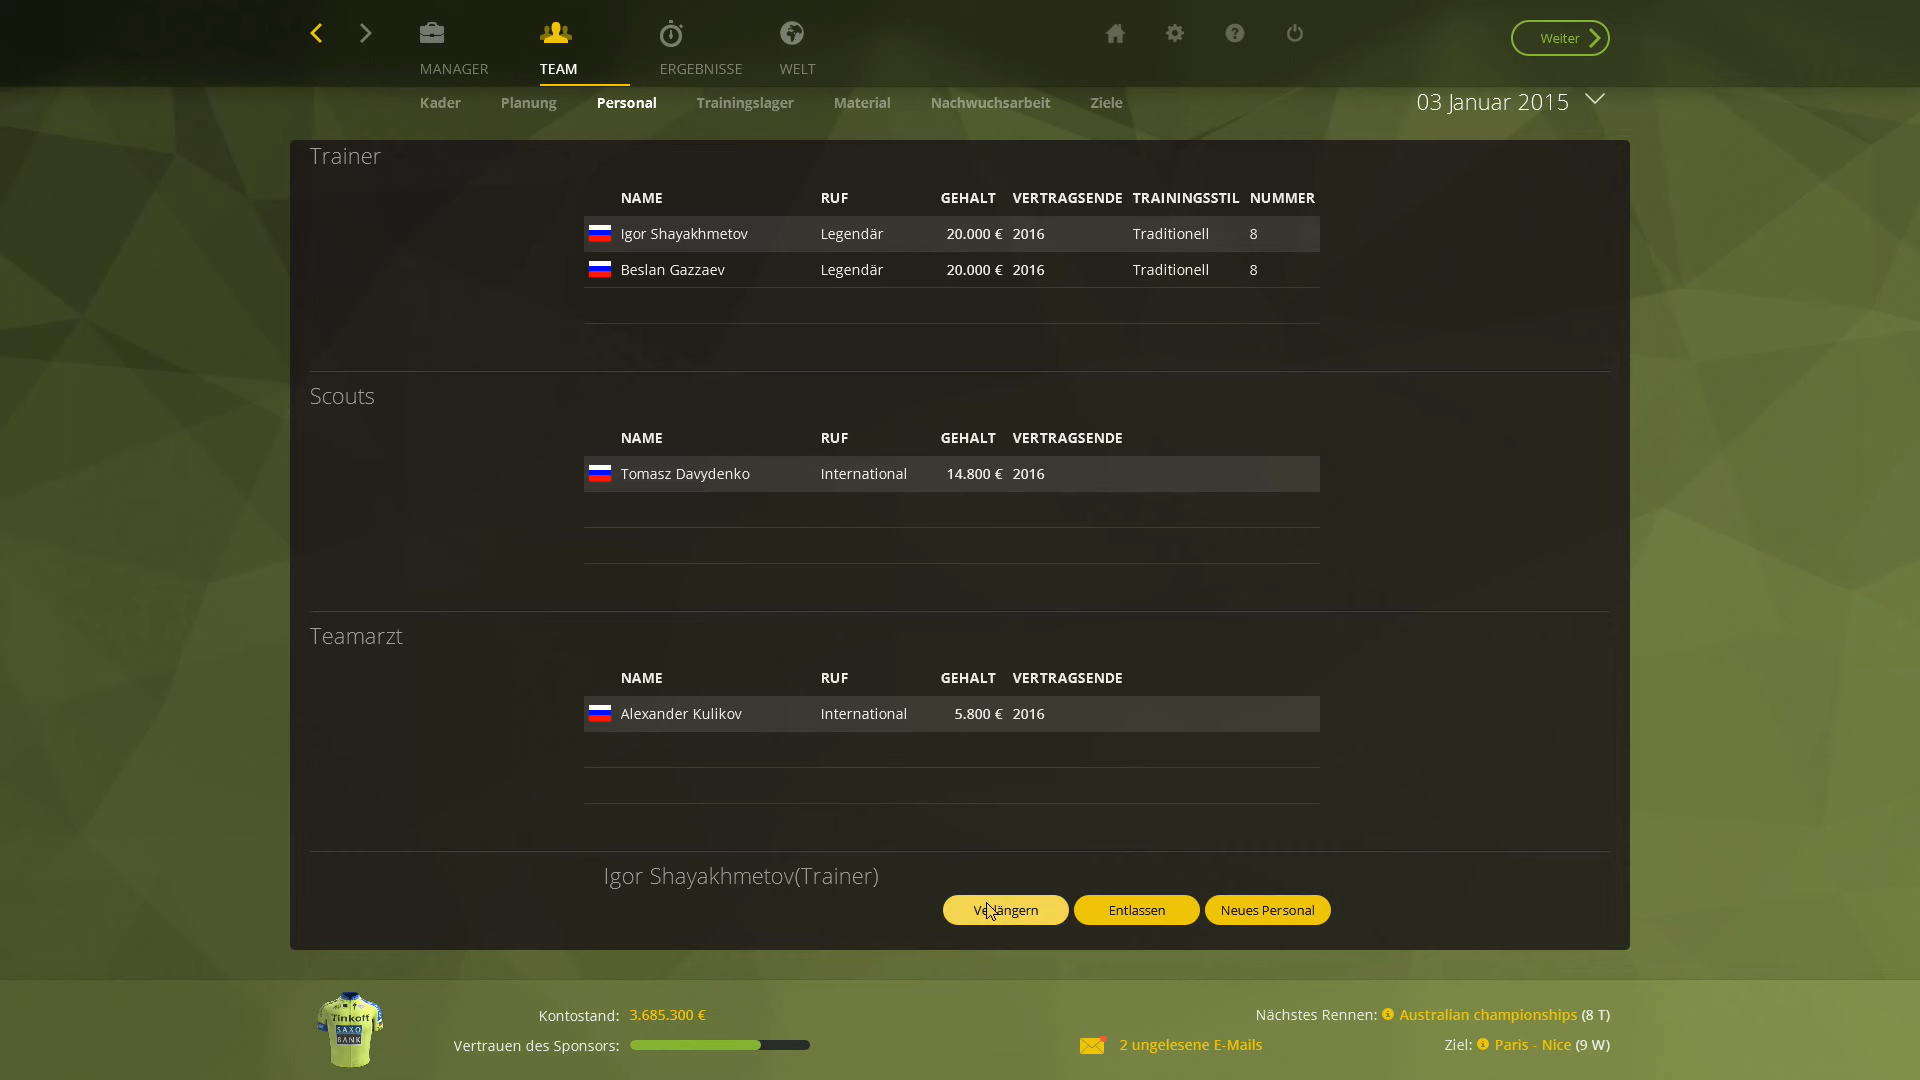 MANAGER TEAM ERGEBNISSE WELT
Weiter
Kader Planung Personal Trainingslager Material Nachwuchsarbeit Ziele
03 Januar 2015
Trainer
NAME RUF GEHALT VERTRAGSENDE TRAININGSSTIL NUMMER
Igor Shayakhmetov Legendär 20.000 € 2016 Traditionell 8
Beslan Gazzaev Legendär 20.000 € 2016 Traditionell 8
Scouts
NAME RUF GEHALT VERTRAGSENDE
Tomasz Davydenko International 14.800 € 2016
Teamarzt
NAME RUF GEHALT VERTRAGSENDE
Alexander Kulikov International 5.800 € 2016
Igor Shayakhmetov(Trainer)
Verlängern Entlassen Neues Personal
Tinkoff
SAXO
BANK
Kontostand: 3.685.300 €
Vertrauen des Sponsors:
2 ungelesene E-Mails
Nächstes Rennen: Australian championships (8 T)
Ziel: Paris - Nice (9 W)